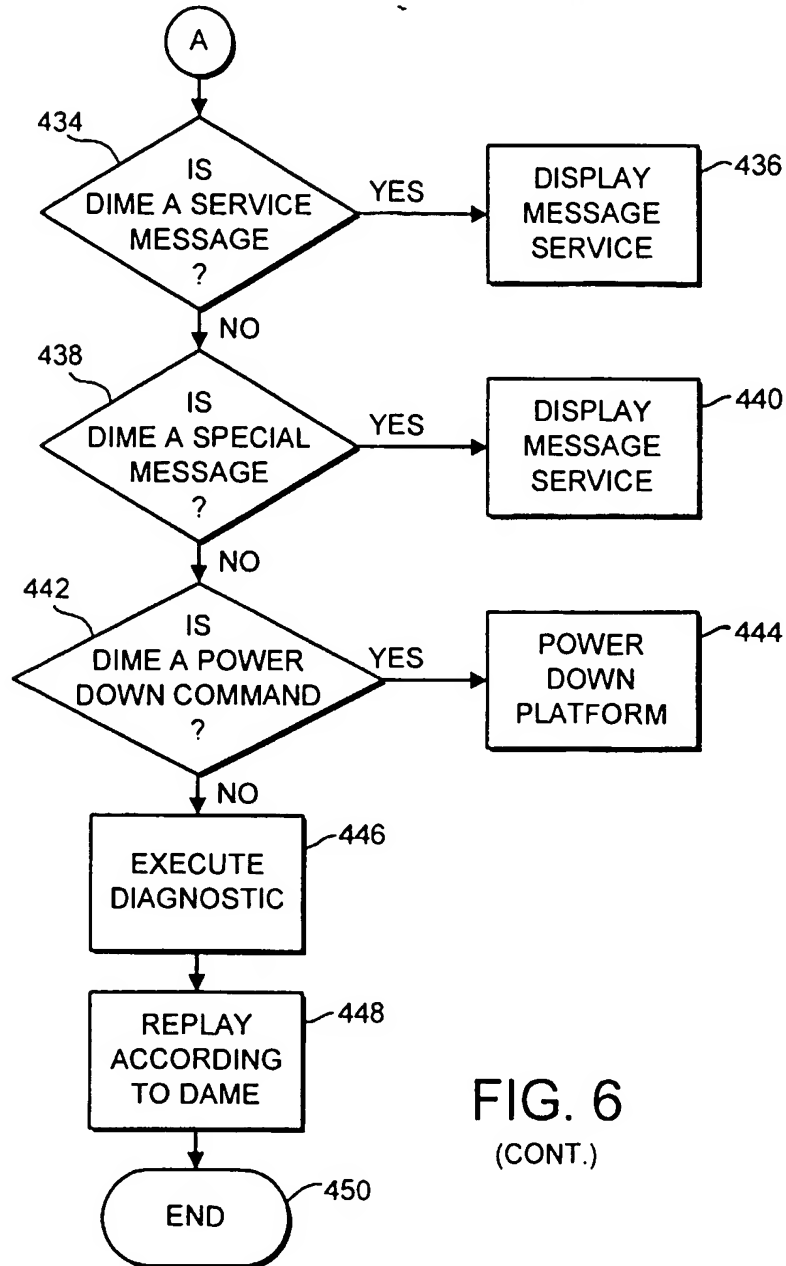 A
434
IS
DIME A SERVICE
MESSAGE
?
YES
DISPLAY
MESSAGE
SERVICE
436
NO
438
IS
DIME A SPECIAL
MESSAGE
?
YES
DISPLAY
MESSAGE
SERVICE
440
NO
442
IS
DIME A POWER
DOWN COMMAND
?
YES
POWER
DOWN
PLATFORM
444
NO
EXECUTE
DIAGNOSTIC
446
REPLAY
ACCORDING
TO DAME
448
END
450
FIG. 6
(CONT.)